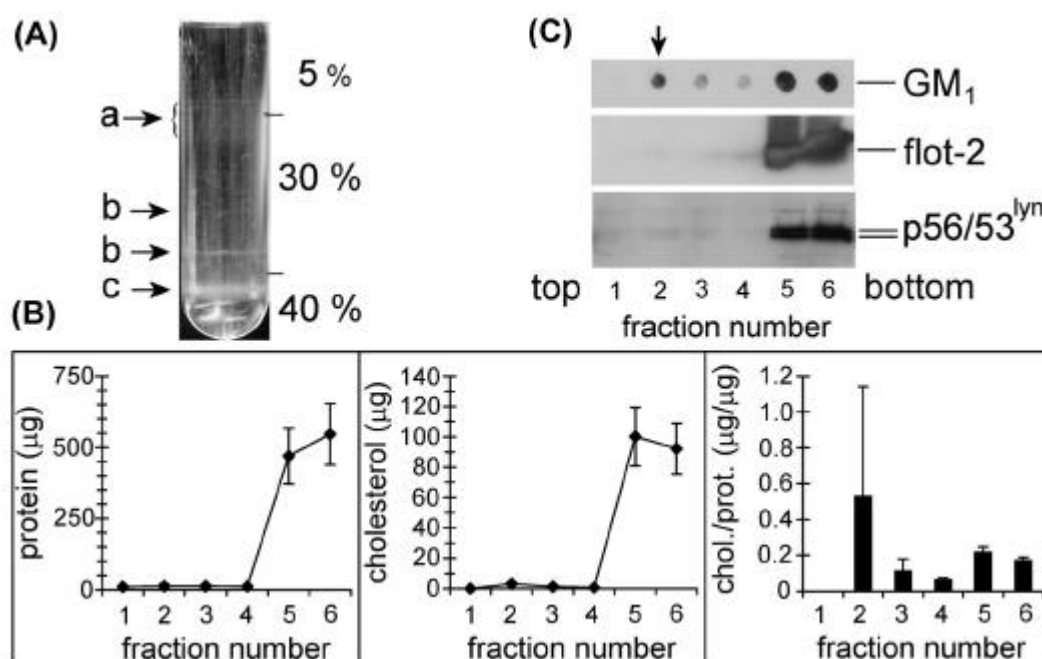 (A)
5 %
a
30 %
b
b
c
40 %
(C)
GM1
flot-2
p56/53lyn
top 1 2 3 4 5 6 bottom
fraction number
(B)
750
500
250
0
protein (µg)
1 2 3 4 5 6
fraction number
140
120
100
80
60
40
20
0
cholesterol (µg)
1 2 3 4 5 6
fraction number
1.2
1.0
0.8
0.6
0.4
0.2
0
chol./prot. (µg/µg)
1 2 3 4 5 6
fraction number